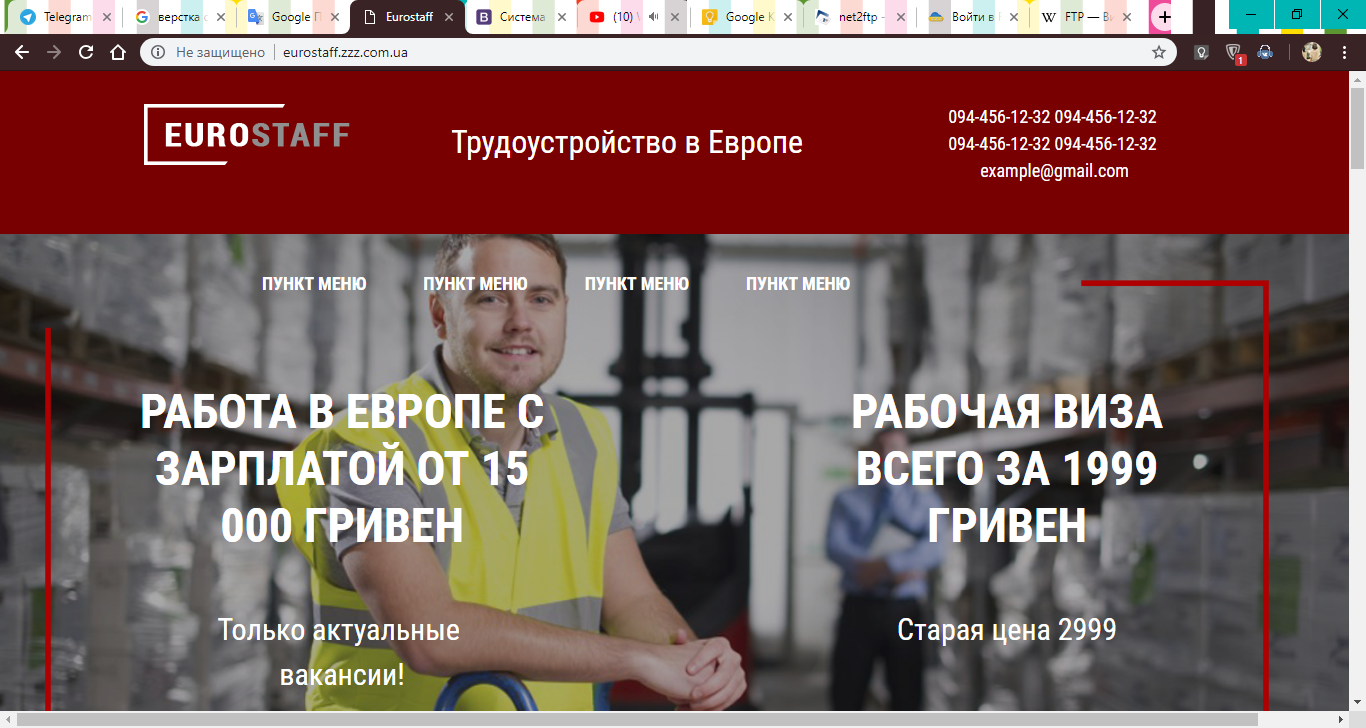 Telegram
верстка с
Google П
Eurostaff
Система
(10)
Google K
net2ftp -
Войти в
FTP — Ви
Не защищено
eurostaff.zzz.com.ua
1
EUROSTAFF
Трудоустройство в Европе
094-456-12-32 094-456-12-32
094-456-12-32 094-456-12-32
example@gmail.com
ПУНКТ МЕНЮ ПУНКТ МЕНЮ ПУНКТ МЕНЮ ПУНКТ МЕНЮ
РАБОТА В ЕВРОПЕ С
ЗАРПЛАТОЙ ОТ 15
000 ГРИВЕН
Только актуальные
вакансии!
РАБОЧАЯ ВИЗА
ВСЕГО ЗА 1999
ГРИВЕН
Старая цена 2999